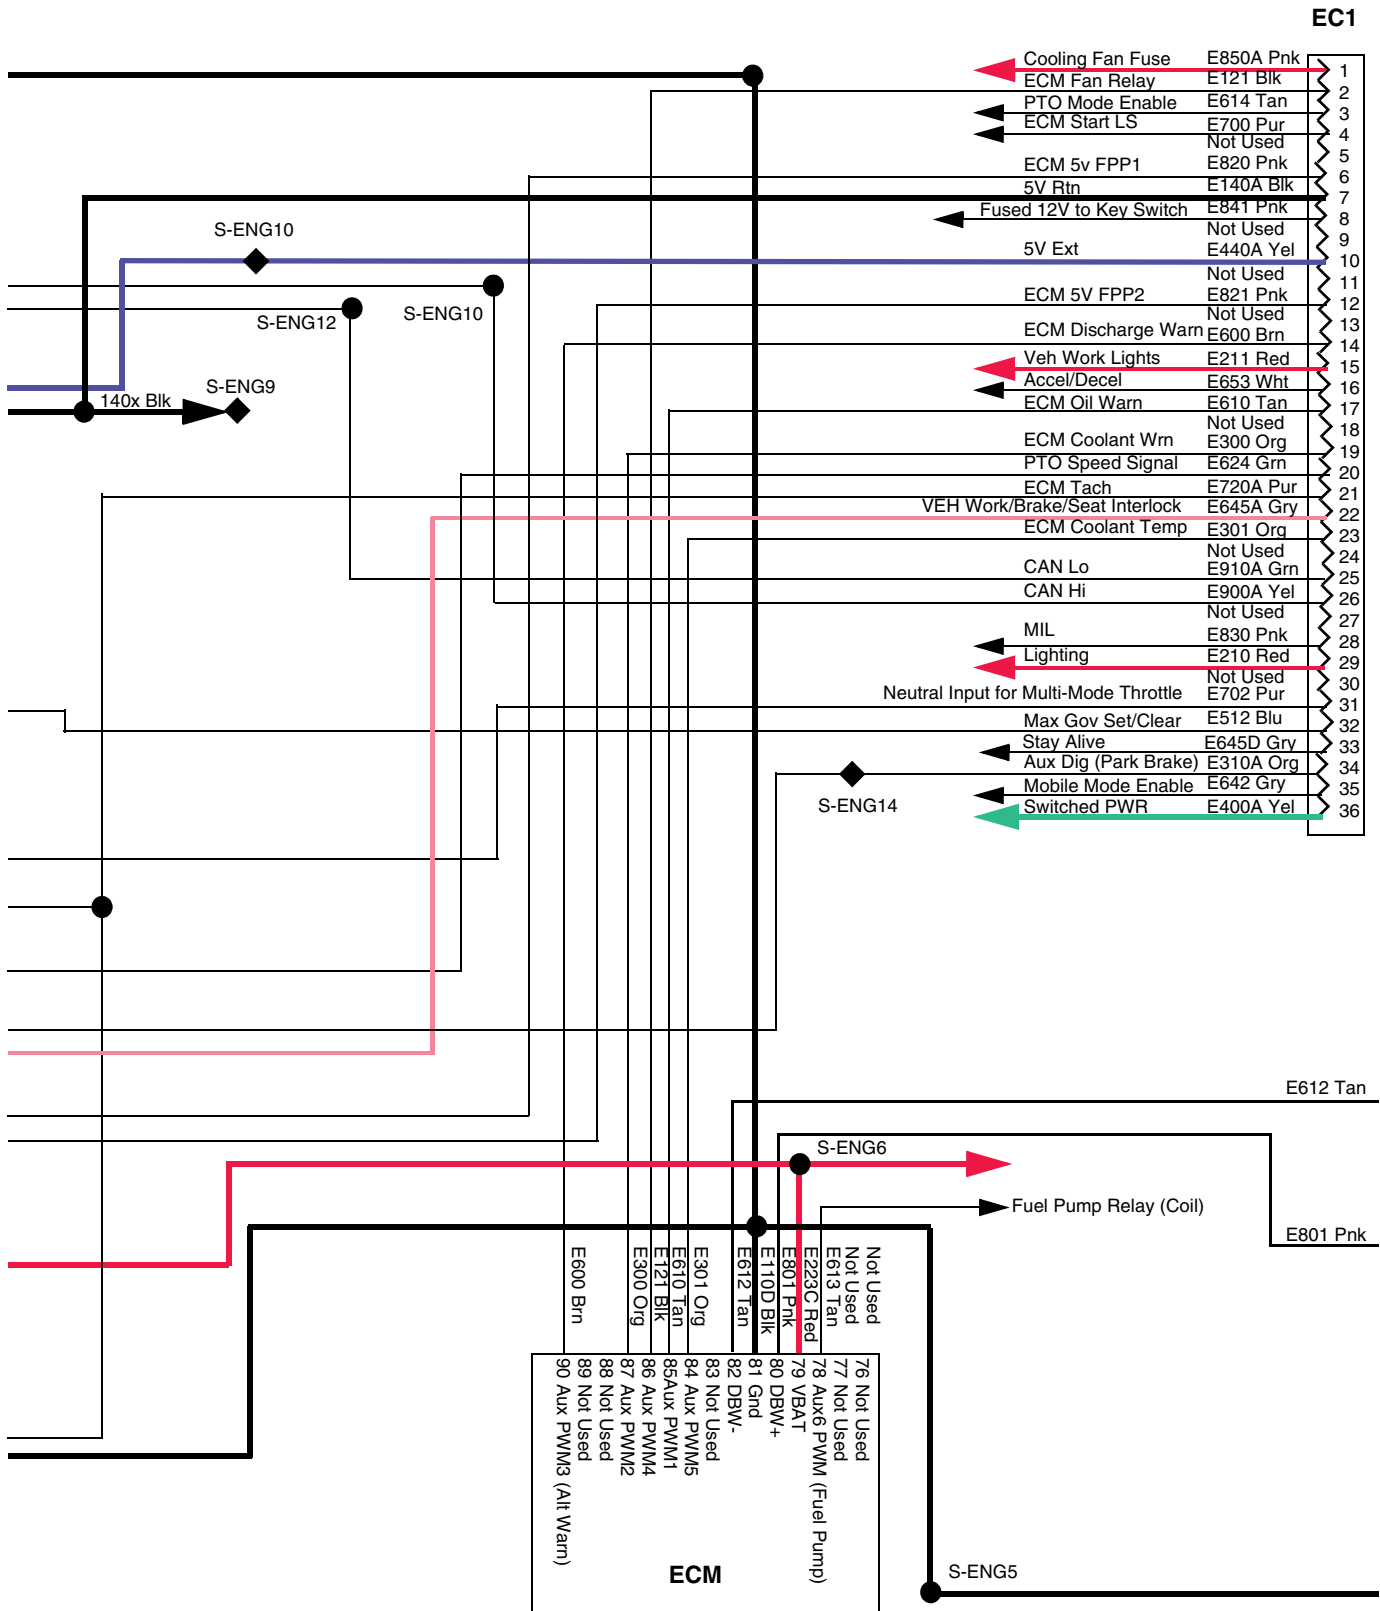 EC1
Cooling Fan Fuse E850A Pnk 1
ECM Fan Relay E121 Blk 2
PTO Mode Enable E614 Tan 3
ECM Start LS E700 Pur 4
Not Used 5
ECM 5v FPP1 E820 Pnk 6
5V Rtn E140A Blk 7
Fused 12V to Key Switch E841 Pnk 8
Not Used 9
5V Ext E440A Yel 10
Not Used 11
ECM 5V FPP2 E821 Pnk 12
Not Used 13
ECM Discharge Warn E600 Brn 14
Veh Work Lights E211 Red 15
Accel/Decel E653 Wht 16
ECM Oil Warn E610 Tan 17
Not Used 18
ECM Coolant Wrn E300 Org 19
PTO Speed Signal E624 Grn 20
ECM Tach E720A Pur 21
VEH Work/Brake/Seat Interlock E645A Gry 22
ECM Coolant Temp E301 Org 23
Not Used 24
CAN Lo E910A Grn 25
CAN Hi E900A Yel 26
Not Used 27
MIL E830 Pnk 28
Lighting E210 Red 29
Not Used 30
Neutral Input for Multi-Mode Throttle E702 Pur 31
Max Gov Set/Clear E512 Blu 32
Stay Alive E645D Gry 33
Aux Dig (Park Brake) E310A Org 34
Mobile Mode Enable E642 Gry 35
Switched PWR E400A Yel 36
S-ENG10
S-ENG12
S-ENG10
S-ENG9
140x Blk
S-ENG14
E612 Tan
S-ENG6
Fuel Pump Relay (Coil)
E801 Pnk
E600 Brn
E300 Org
E121 Blk
E610 Tan
E301 Org
E612 Tan
E110D Blk
E801 Pnk
E223C Red
E613 Tan
Not Used
Not Used
90 Aux PWM3 (Alt Warn)
89 Not Used
88 Not Used
87 Aux PWM2
86 Aux PWM4
85Aux PWM1
84 Aux PWM5
83 Not Used
82 DBW-
81 Gnd
80 DBW+
79 VBAT
78 Aux6 PWM (Fuel Pump)
77 Not Used
76 Not Used
ECM
S-ENG5